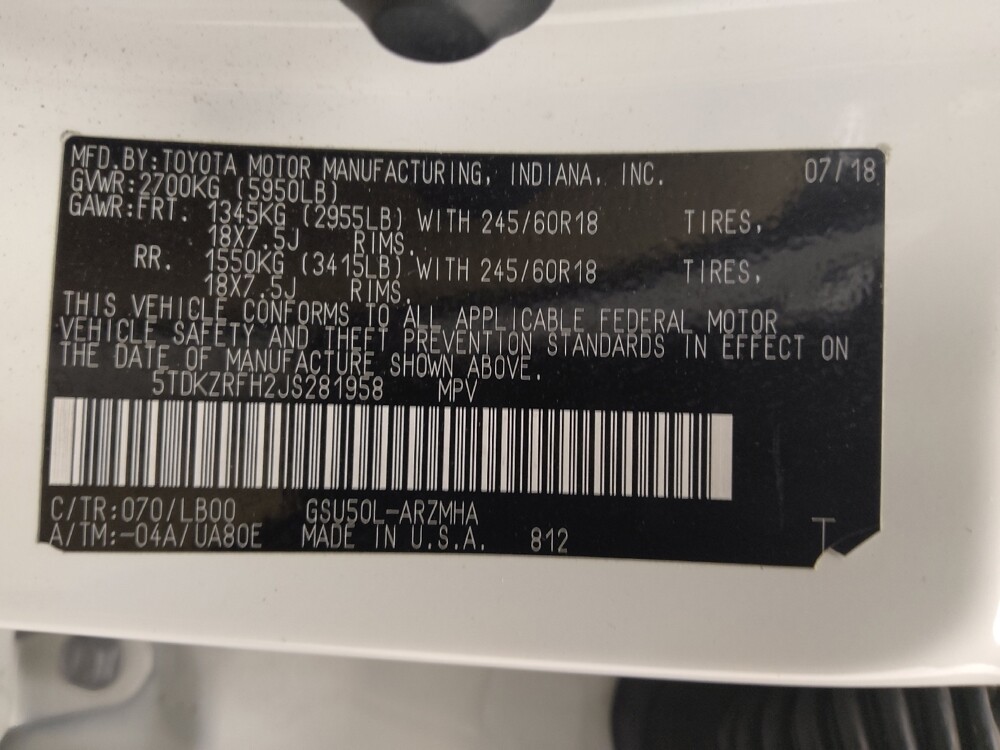 MFD.BY:TOYOTA MOTOR MANUFACTURING, INDIANA, INC. 07/18
GVWR:2700KG (5950LB)
GAWR:FRT. 1345KG (2955LB) WITH 245/60R18 TIRES,
18X7.5J RIMS.
RR. 1550KG (3415LB) WITH 245/60R18 TIRES,
18X7.5J RIMS.
THIS VEHICLE CONFORMS TO ALL APPLICABLE FEDERAL MOTOR
VEHICLE SAFETY AND THEFT PREVENTION STANDARDS IN EFFECT ON
THE DATE OF MANUFACTURE SHOWN ABOVE.
5TDKZRFH2JS281958 MPV
C/TR:070/LB00 GSU50L-ARZMHA
A/TM:-04A/UA80E MADE IN U.S.A. 812
T